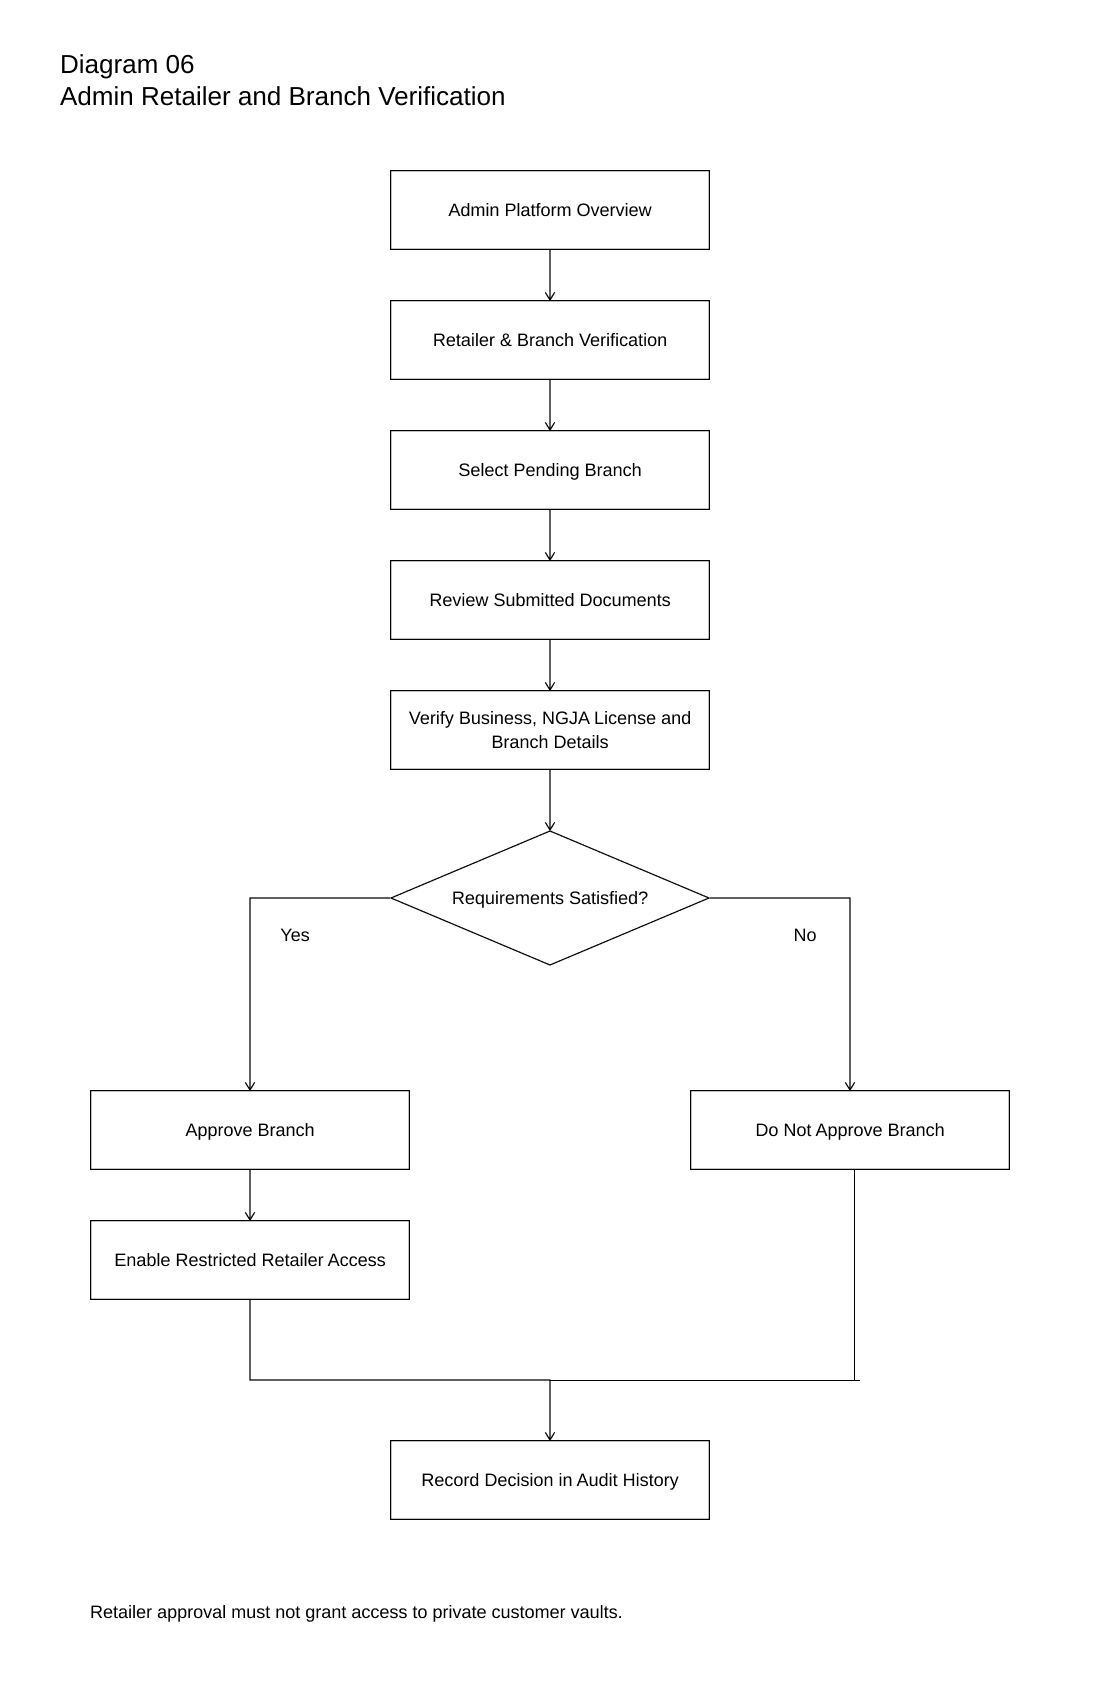 Diagram 06
Admin Retailer and Branch Verification
Admin Platform Overview
Retailer & Branch Verification
Select Pending Branch
Review Submitted Documents
Verify Business, NGJA License and
Branch Details
Requirements Satisfied?
Yes
No
Approve Branch
Do Not Approve Branch
Enable Restricted Retailer Access
Record Decision in Audit History
Retailer approval must not grant access to private customer vaults.